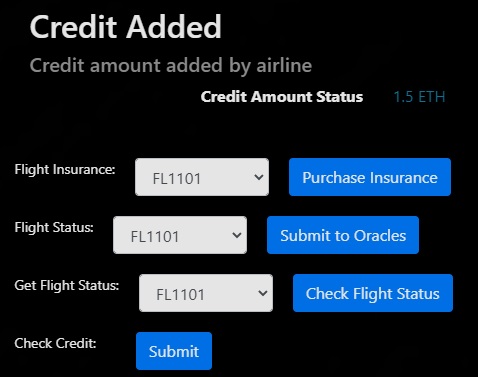 Credit Added
Credit amount added by airline
Credit Amount Status 1.5 ETH
Flight Insurance: FL1101 Purchase Insurance
Flight Status: FL1101 Submit to Oracles
Get Flight Status: FL1101 Check Flight Status
Check Credit: Submit